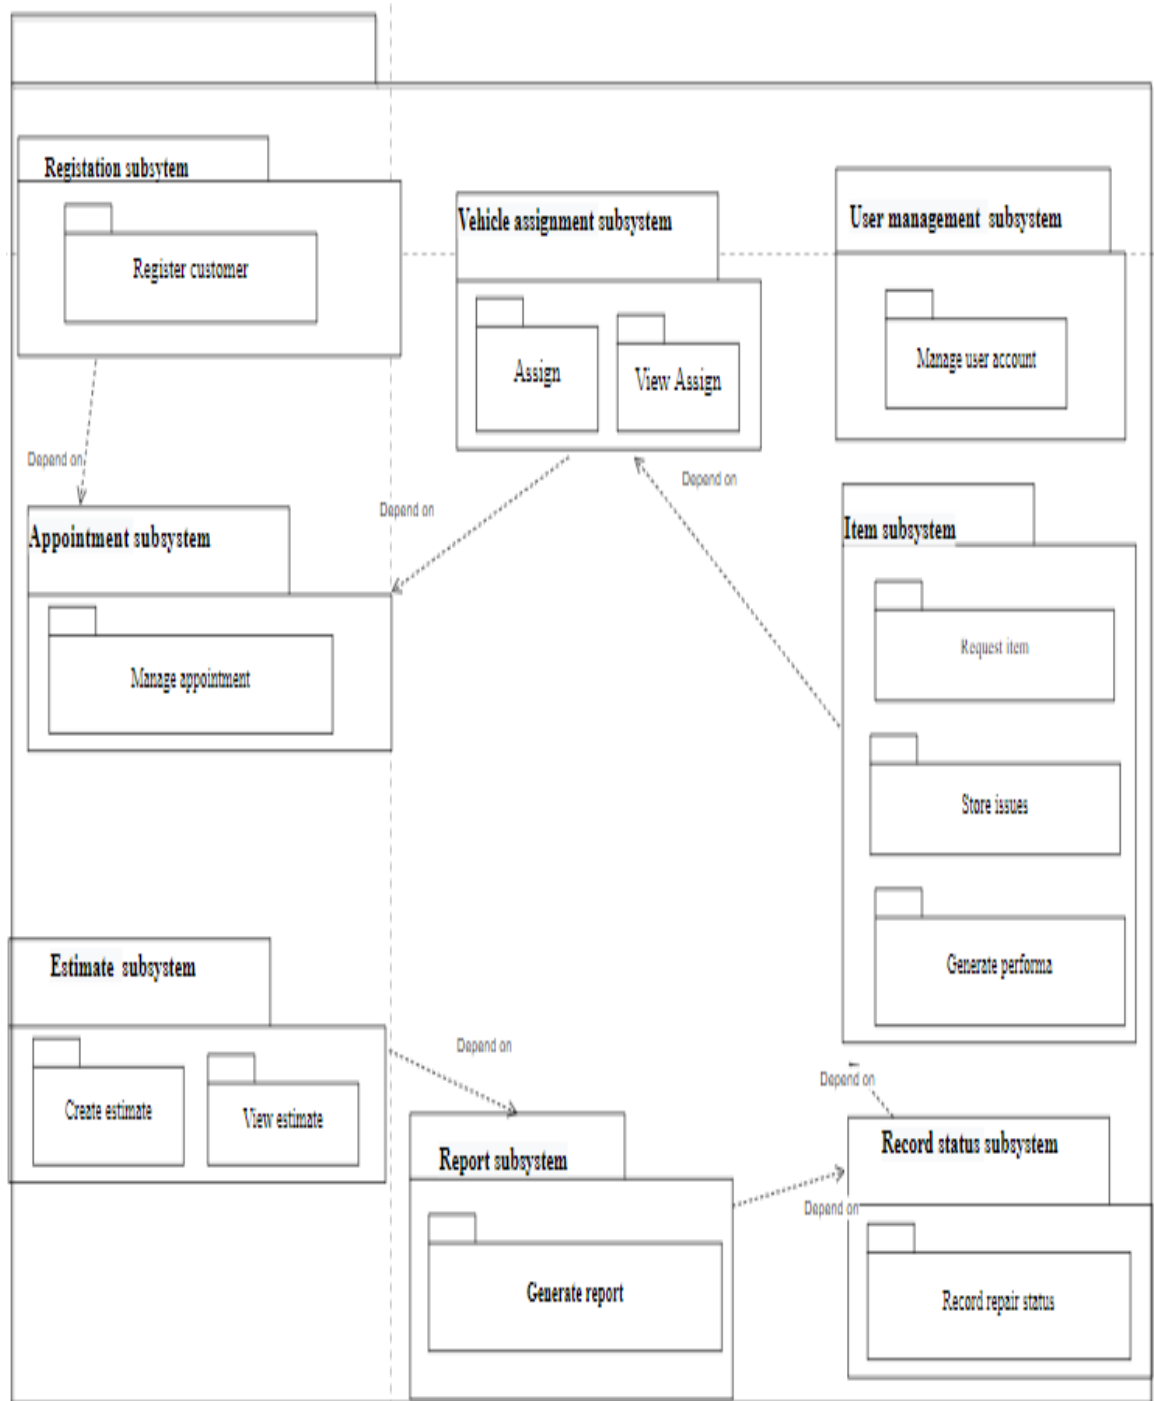 Registation subsytem
Register customer
Vehicle assignment subsystem
Assign
View Assign
User management subsystem
Manage user account
Depend on
Depend on
Depend on
Appointment subsystem
Manage appointment
Item subsystem
Request item
Store issues
Generate performa
Estimate subsystem
Create estimate
View estimate
Depend on
Depend on
Report subsystem
Generate report
Depend on
Record status subsystem
Record repair status